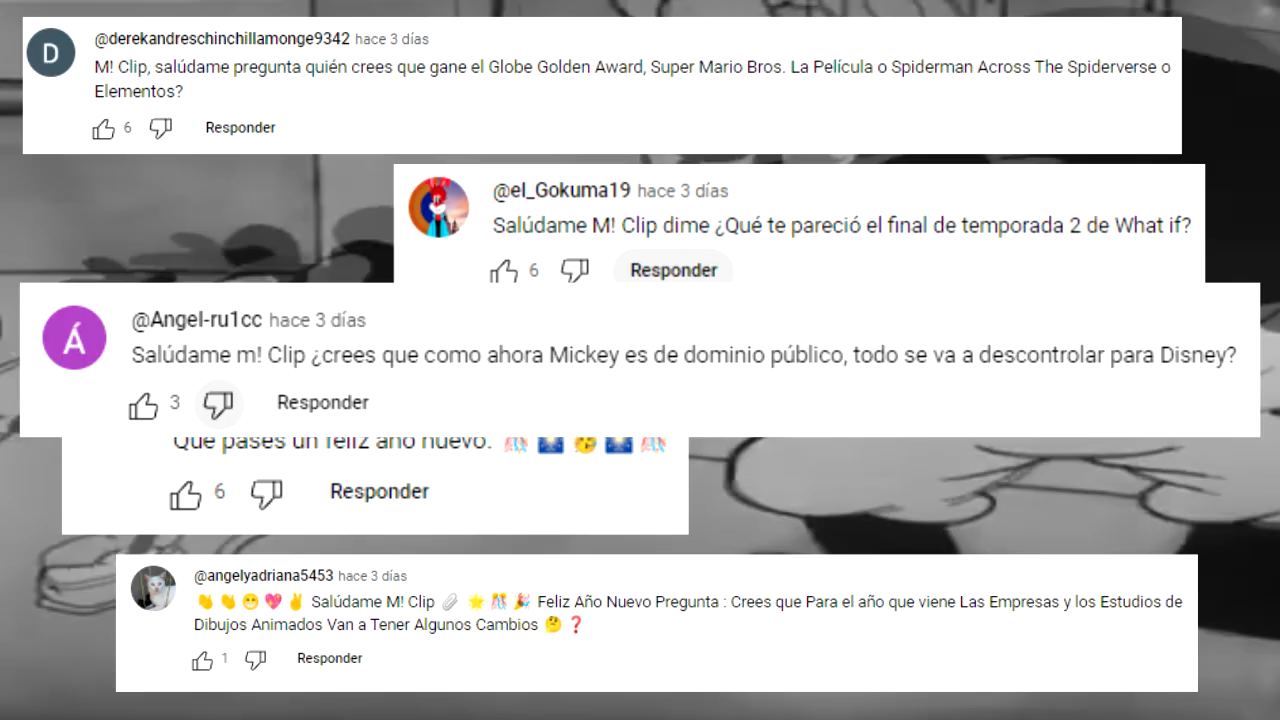 D
@derekandreschinchillamonge9342 hace 3 días
M! Clip, salúdame pregunta quién crees que gane el Globe Golden Award, Super Mario Bros. La Película o Spiderman Across The Spiderverse o
Elementos?
6 Responder
@el_Gokuma19 hace 3 días
Salúdame M! Clip dime ¿Qué te pareció el final de temporada 2 de What if?
6 Responder
Á
@Angel-ru1cc hace 3 días
Salúdame m! Clip ¿crees que como ahora Mickey es de dominio público, todo se va a descontrolar para Disney?
3 Responder
Que pases un feliz año nuevo. 🎊 🎆 🥳 🎆 🎊
6 Responder
@angelyadriana5453 hace 3 días
👏 👏 😁 💖 ✌ Salúdame M! Clip 📎 🌟 🎊 🎉 Feliz Año Nuevo Pregunta : Crees que Para el año que viene Las Empresas y los Estudios de
Dibujos Animados Van a Tener Algunos Cambios 🤔 ❓
1 Responder